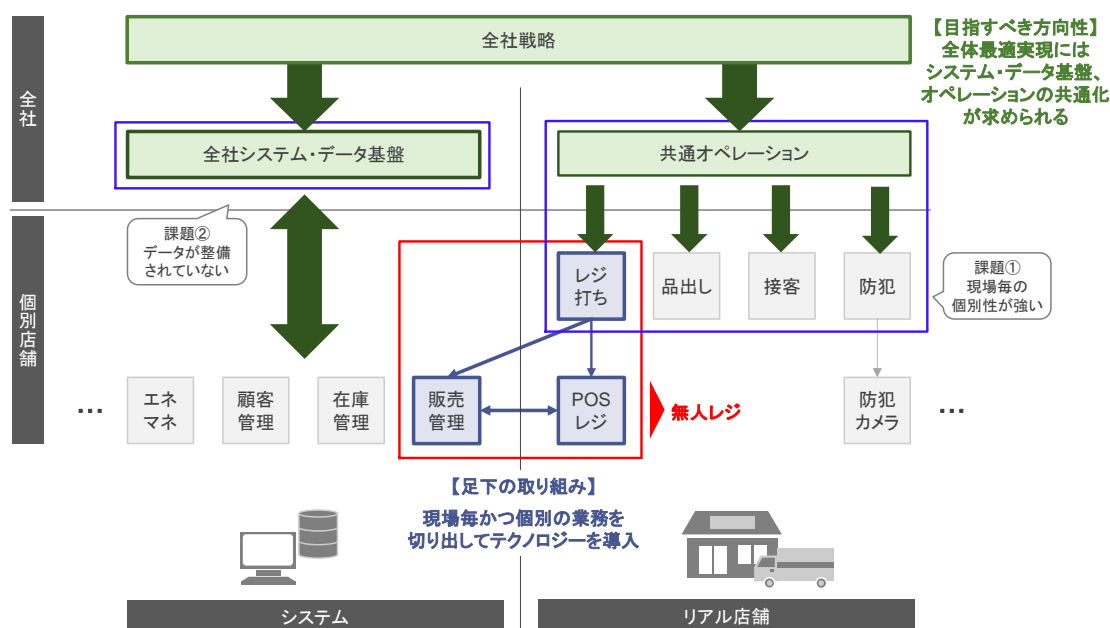 全社戦略
【目指すべき方向性】
全体最適実現には
システム・データ基盤、
オペレーションの共通化
が求められる
全社
全社システム・データ基盤
共通オペレーション
課題②
データが整備
されていない
レジ
打ち
品出し
接客
防犯
課題①
現場毎の
個別性が強い
個別店舗
…
エネ
マネ
顧客
管理
在庫
管理
販売
管理
POS
レジ
無人レジ
防犯
カメラ
…
【足下の取り組み】
現場毎かつ個別の業務を
切り出してテクノロジーを導入
システム
リアル店舗